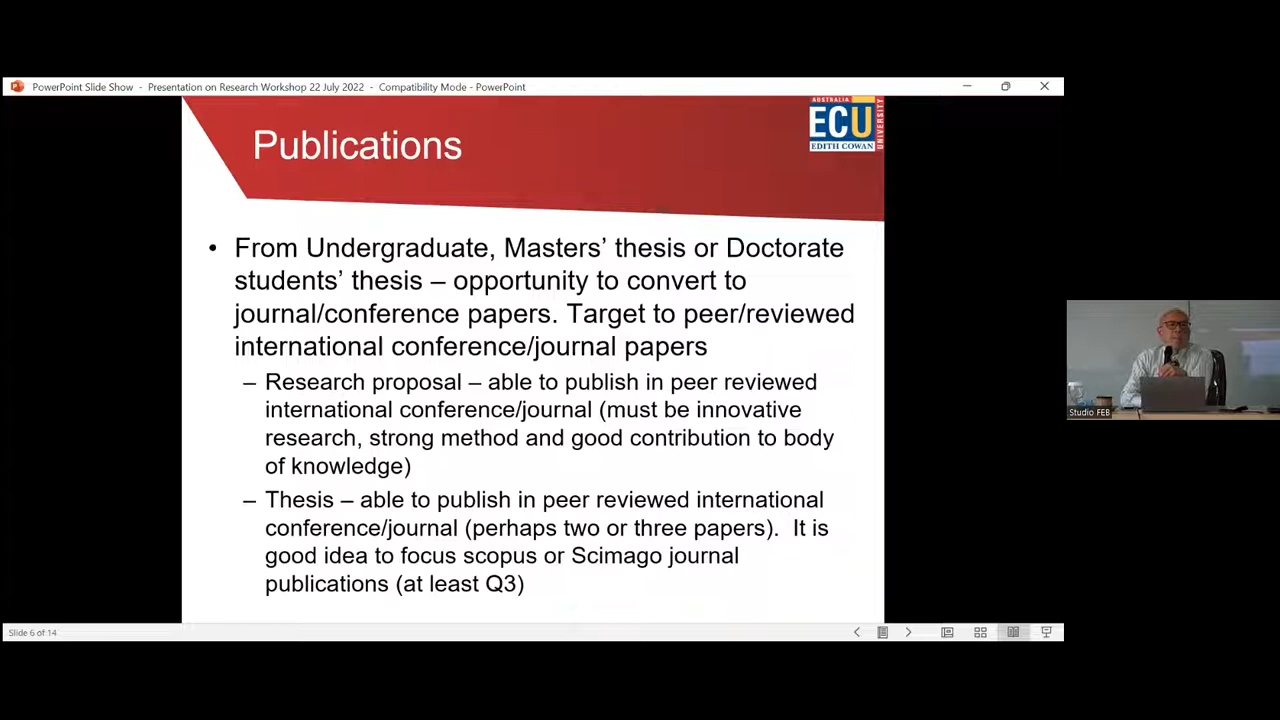 PowerPoint Slide Show - Presentation on Research Workshop 22 July 2022 - Compatibility Mode - PowerPoint
Publications
AUSTRALIA
ECU
EDITH COWAN
UNIVERSITY
• From Undergraduate, Masters’ thesis or Doctorate
students’ thesis – opportunity to convert to
journal/conference papers. Target to peer/reviewed
international conference/journal papers
– Research proposal – able to publish in peer reviewed
international conference/journal (must be innovative
research, strong method and good contribution to body
of knowledge)
– Thesis – able to publish in peer reviewed international
conference/journal (perhaps two or three papers). It is
good idea to focus scopus or Scimago journal
publications (at least Q3)
Slide 6 of 14
Studio FEB